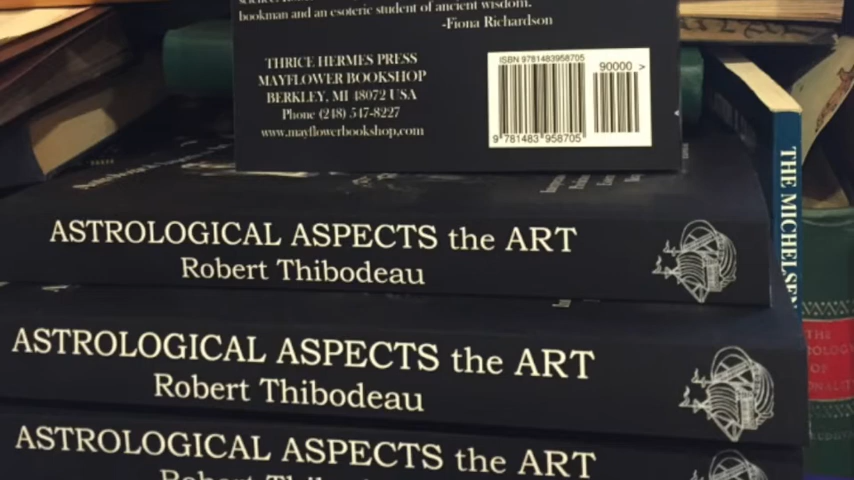 bookman and an esoteric student of ancient wisdom.
-Fiona Richardson
THRICE HERMES PRESS
MAYFLOWER BOOKSHOP
BERKLEY, MI 48072 USA
Phone (248) 547-8227
www.mayflowerbookshop.com
ISBN 9781483958705
90000 >
9 781483 958705
ASTROLOGICAL ASPECTS the ART
Robert Thibodeau
ASTROLOGICAL ASPECTS the ART
Robert Thibodeau
ASTROLOGICAL ASPECTS the ART
THE MICHELSEN
THE
OF